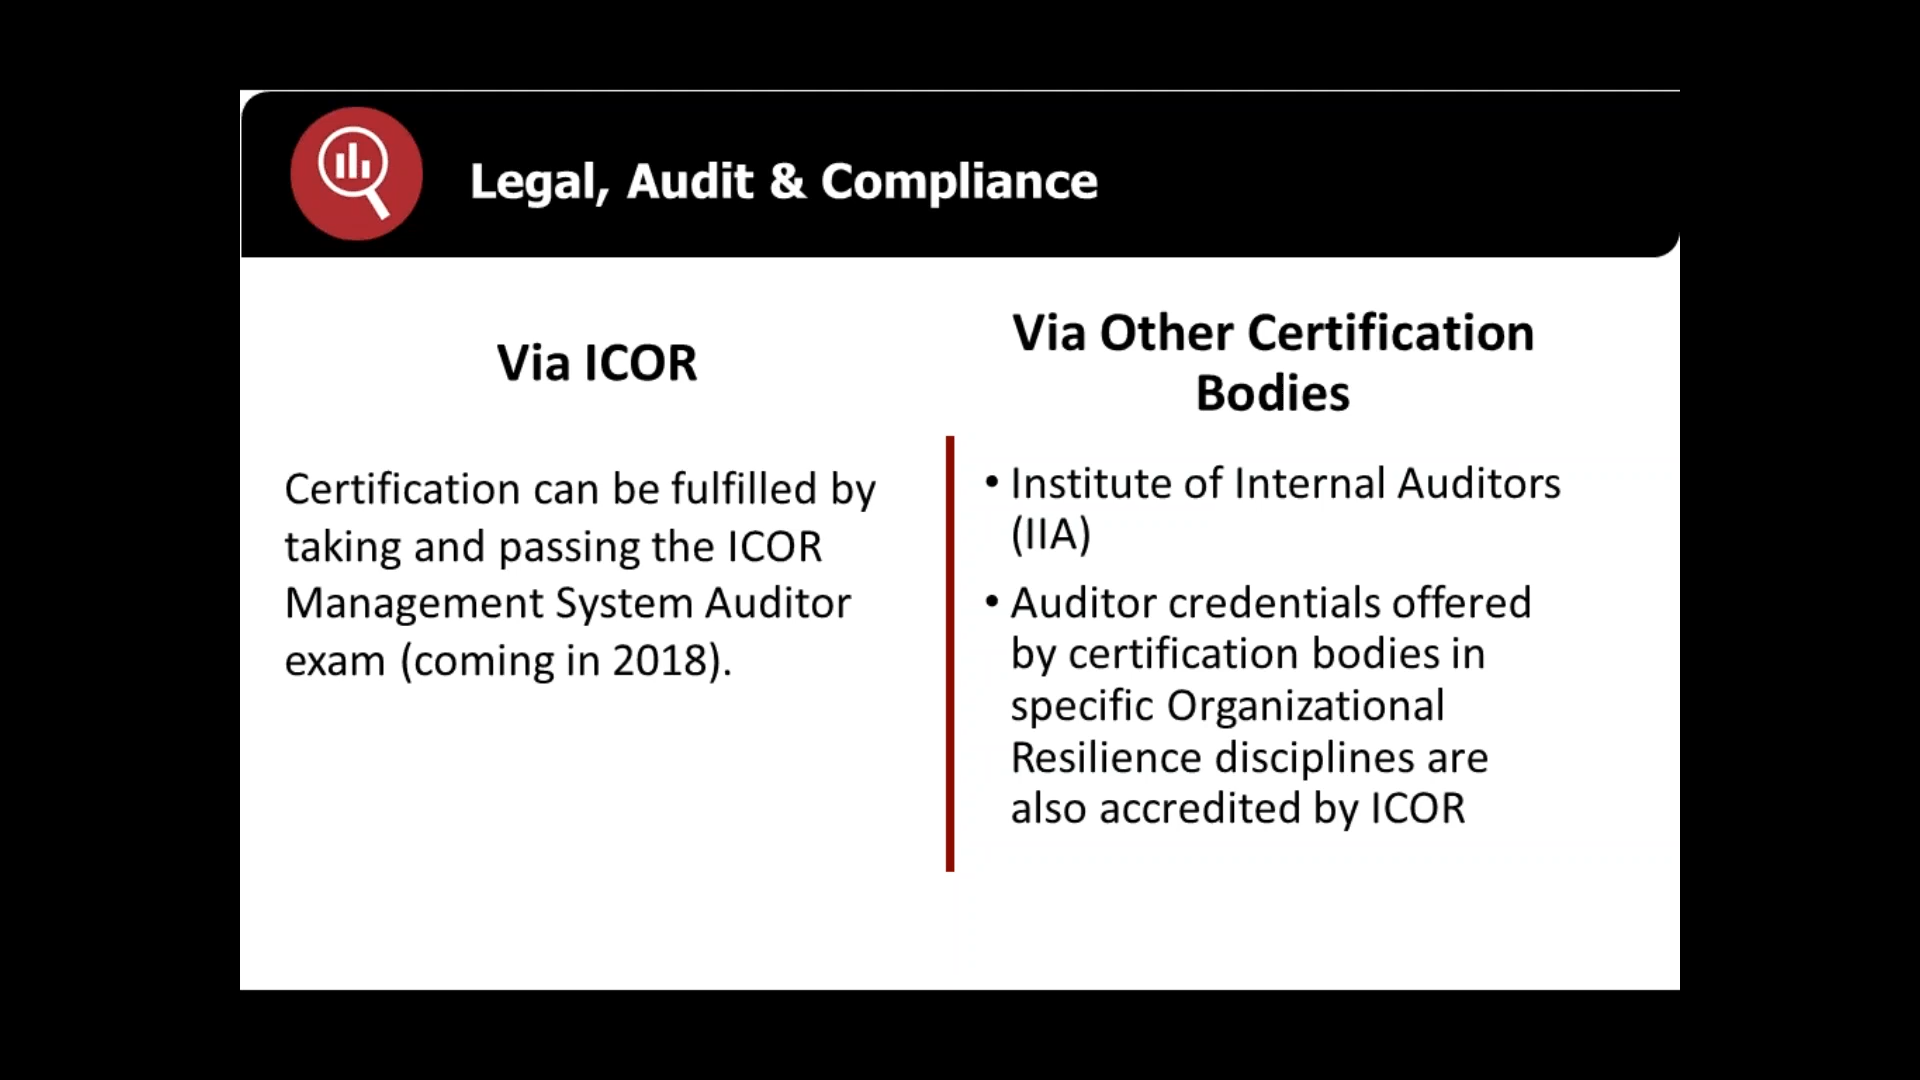 Legal, Audit & Compliance
Via ICOR
Certification can be fulfilled by
taking and passing the ICOR
Management System Auditor
exam (coming in 2018).
Via Other Certification
Bodies
• Institute of Internal Auditors
(IIA)
• Auditor credentials offered
by certification bodies in
specific Organizational
Resilience disciplines are
also accredited by ICOR